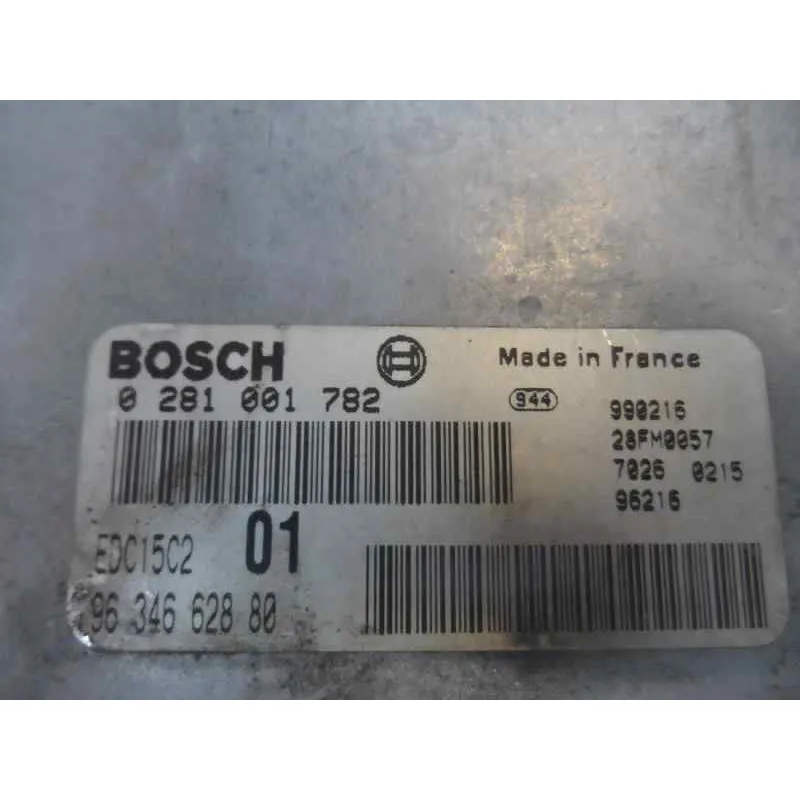 BOSCH Made in France
0 281 001 782 944 990216
28FM0057
7026 0215
96216
EDC15C2 01
96 346 628 80